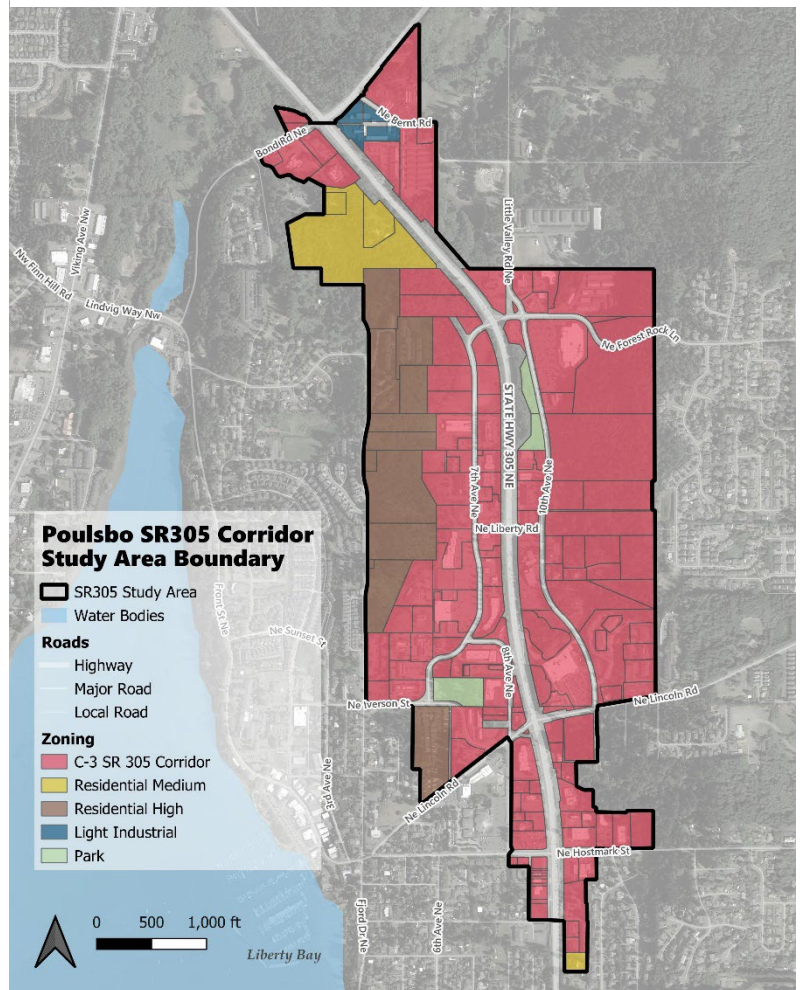 Ne Bernt Rd
Bond Rd Ne
Little Valley Rd Ne
Viking Ave Nw
Nw Finn Hill Rd
Lindvig Way Nw
Ne Forest Rock Ln
STATE HWY 305 NE
7th Ave Ne
10th Ave Ne
Ne Liberty Rd
Poulsbo SR305 Corridor
Study Area Boundary
SR305 Study Area
Water Bodies
Roads
Highway
Major Road
Local Road
Zoning
C-3 SR 305 Corridor
Residential Medium
Residential High
Light Industrial
Park
Front St Ne
Ne Sunset St
8th Ave Ne
Ne Iverson St
Ne Lincoln Rd
3rd Ave Ne
Ne Lincoln Rd
Ne Hostmark St
Fjord Dr Ne
6th Ave Ne
0 500 1,000 ft
Liberty Bay